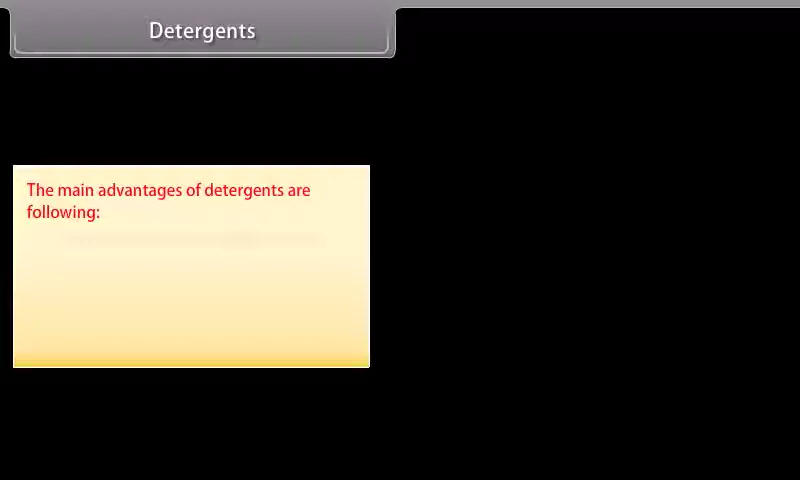 Detergents
The main advantages of detergents are
following: